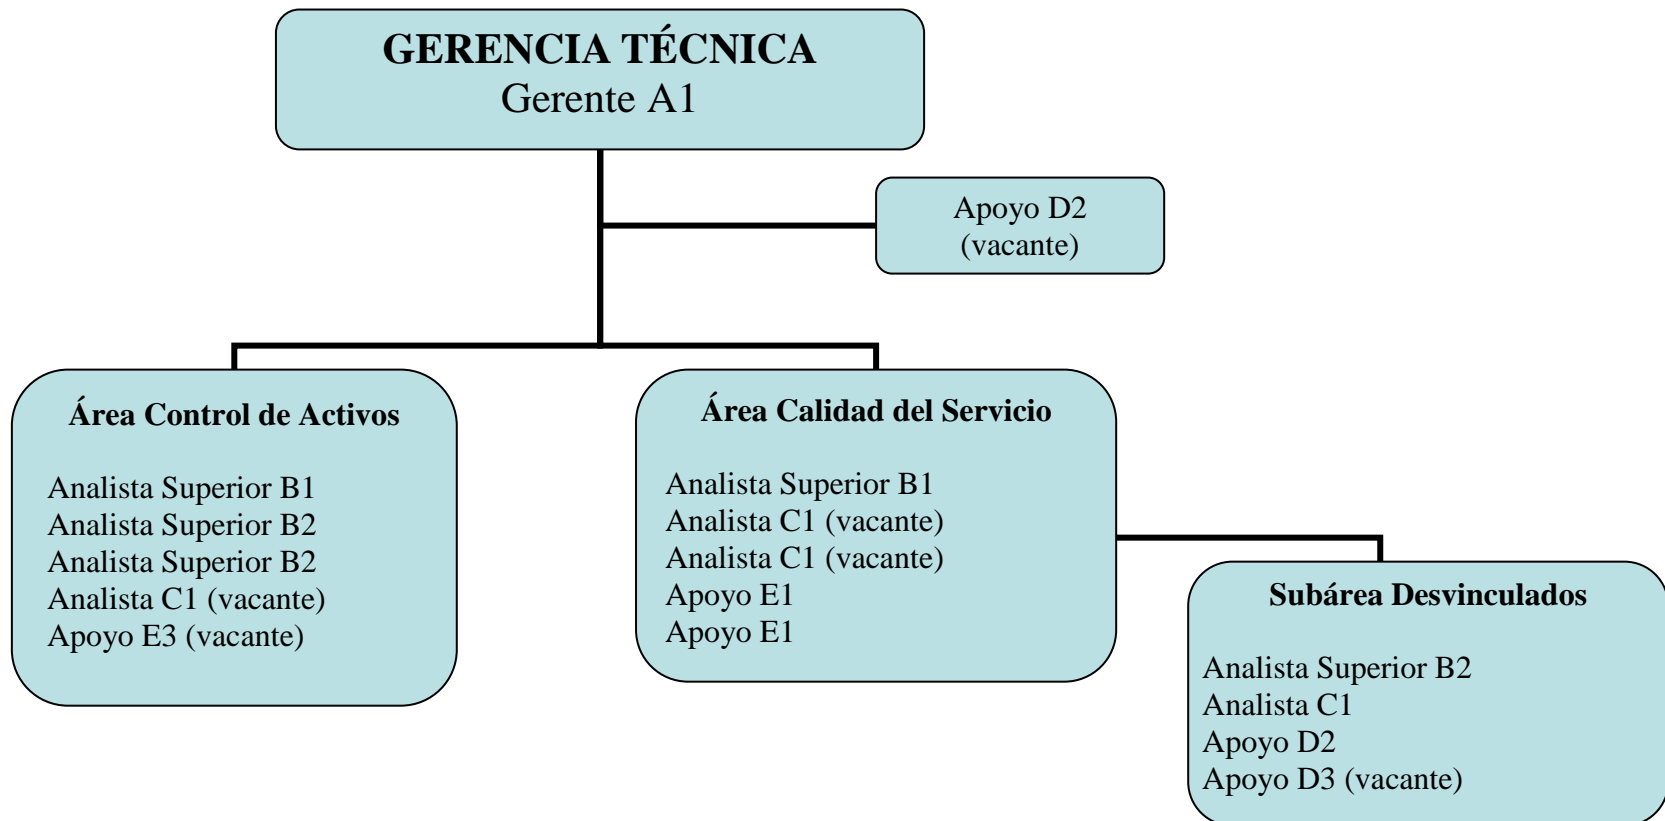 GERENCIA TÉCNICA
Gerente A1
Apoyo D2
(vacante)
Área Control de Activos
Analista Superior B1
Analista Superior B2
Analista Superior B2
Analista C1 (vacante)
Apoyo E3 (vacante)
Área Calidad del Servicio
Analista Superior B1
Analista C1 (vacante)
Analista C1 (vacante)
Apoyo E1
Apoyo E1
Subárea Desvinculados
Analista Superior B2
Analista C1
Apoyo D2
Apoyo D3 (vacante)